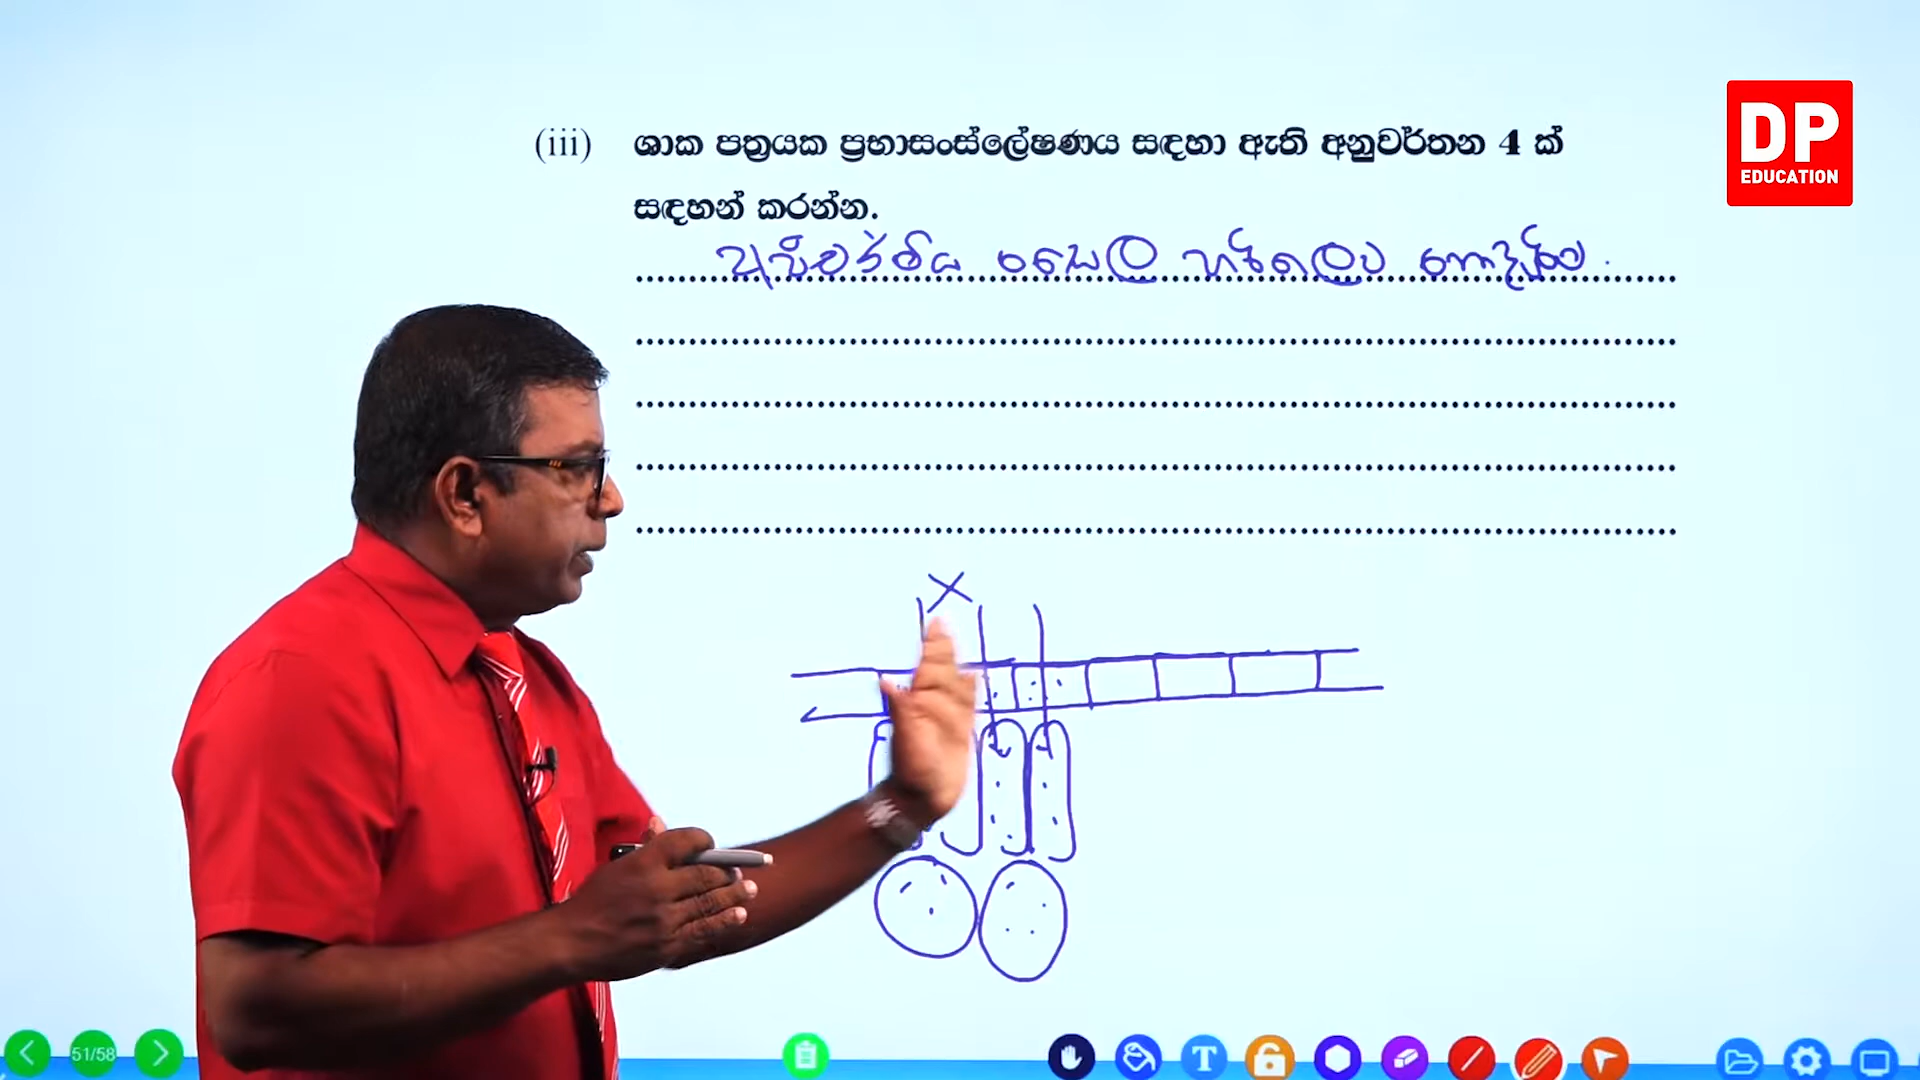 DP
EDUCATION
(iii) ශාක පත්‍රයක ප්‍රභාසංස්ලේෂණය සඳහා ඇති අනුවර්තන 4 ක්
සඳහන් කරන්න.
අපිචර්මීය සෛල හරිතලව නොදැරීම.
X
51/58
T